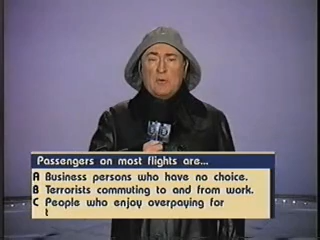 Passengers on most flights are...
A Business persons who have no choice.
B Terrorists commuting to and from work.
C People who enjoy overpaying for
t